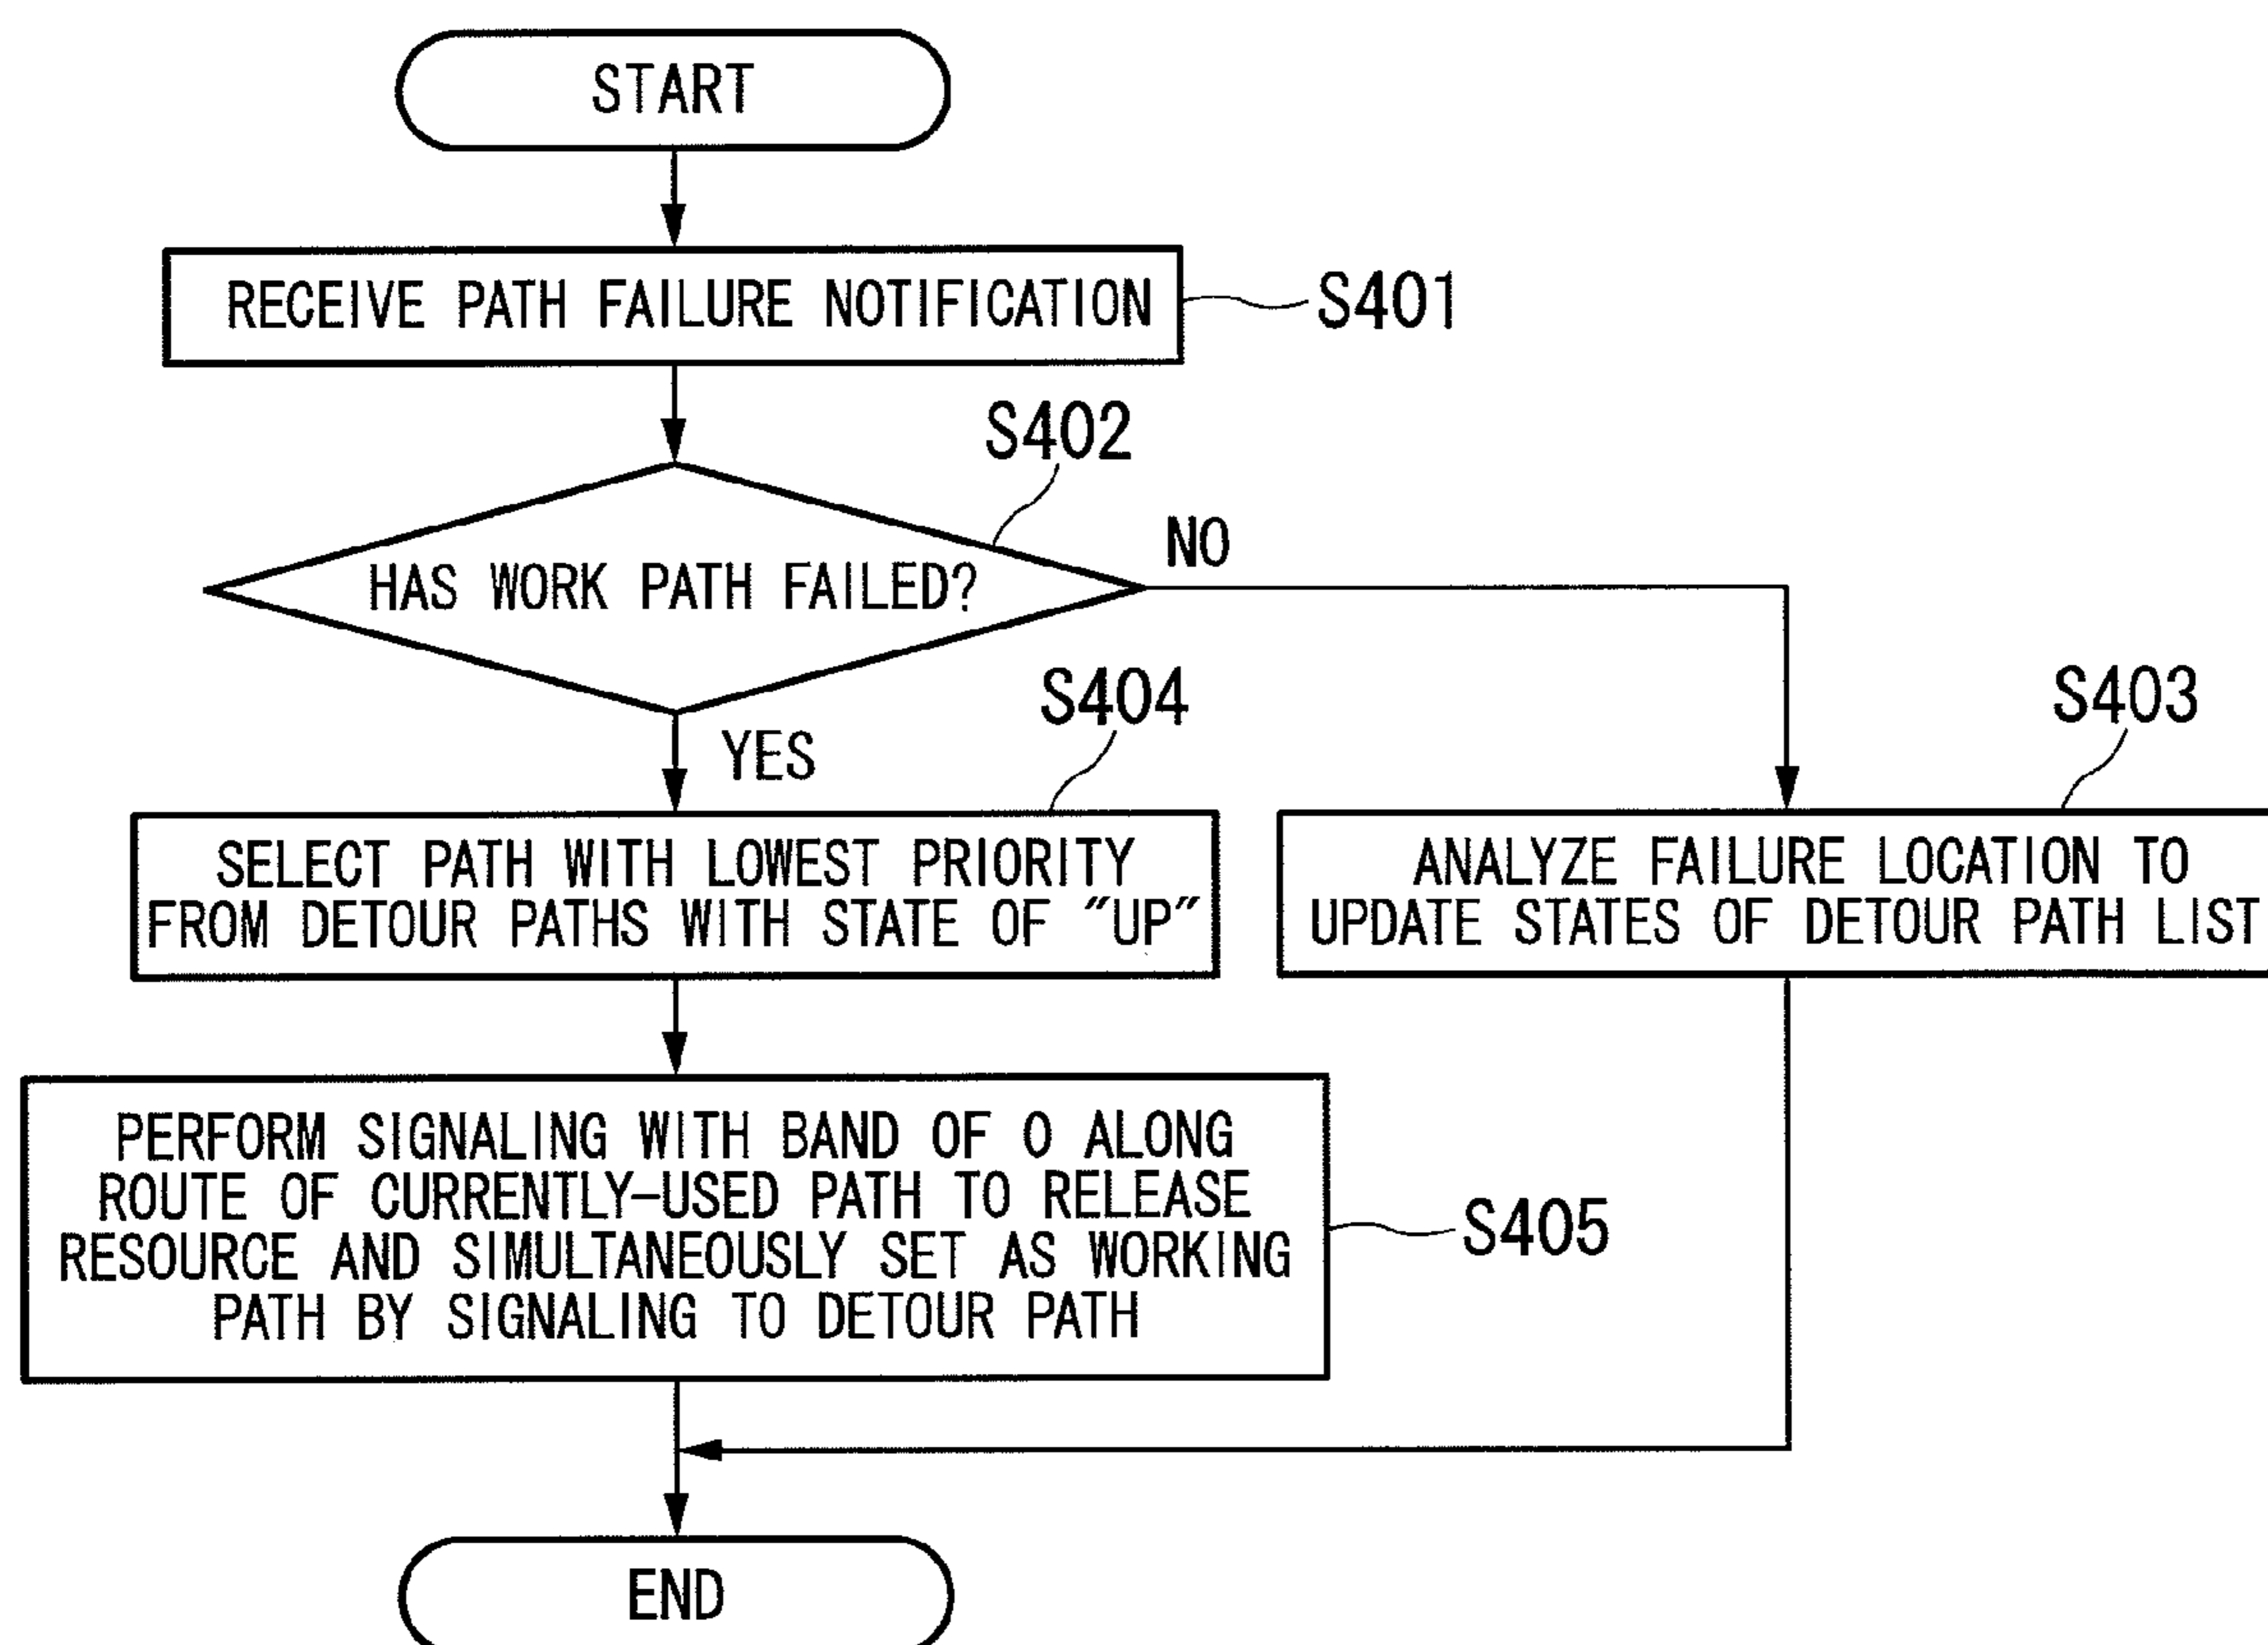 START
RECEIVE PATH FAILURE NOTIFICATION
S401
S402
HAS WORK PATH FAILED?
NO
YES
S404
SELECT PATH WITH LOWEST PRIORITY
FROM DETOUR PATHS WITH STATE OF "UP"
S403
ANALYZE FAILURE LOCATION TO
UPDATE STATES OF DETOUR PATH LIST
PERFORM SIGNALING WITH BAND OF 0 ALONG
ROUTE OF CURRENTLY-USED PATH TO RELEASE
RESOURCE AND SIMULTANEOUSLY SET AS WORKING
PATH BY SIGNALING TO DETOUR PATH
S405
END